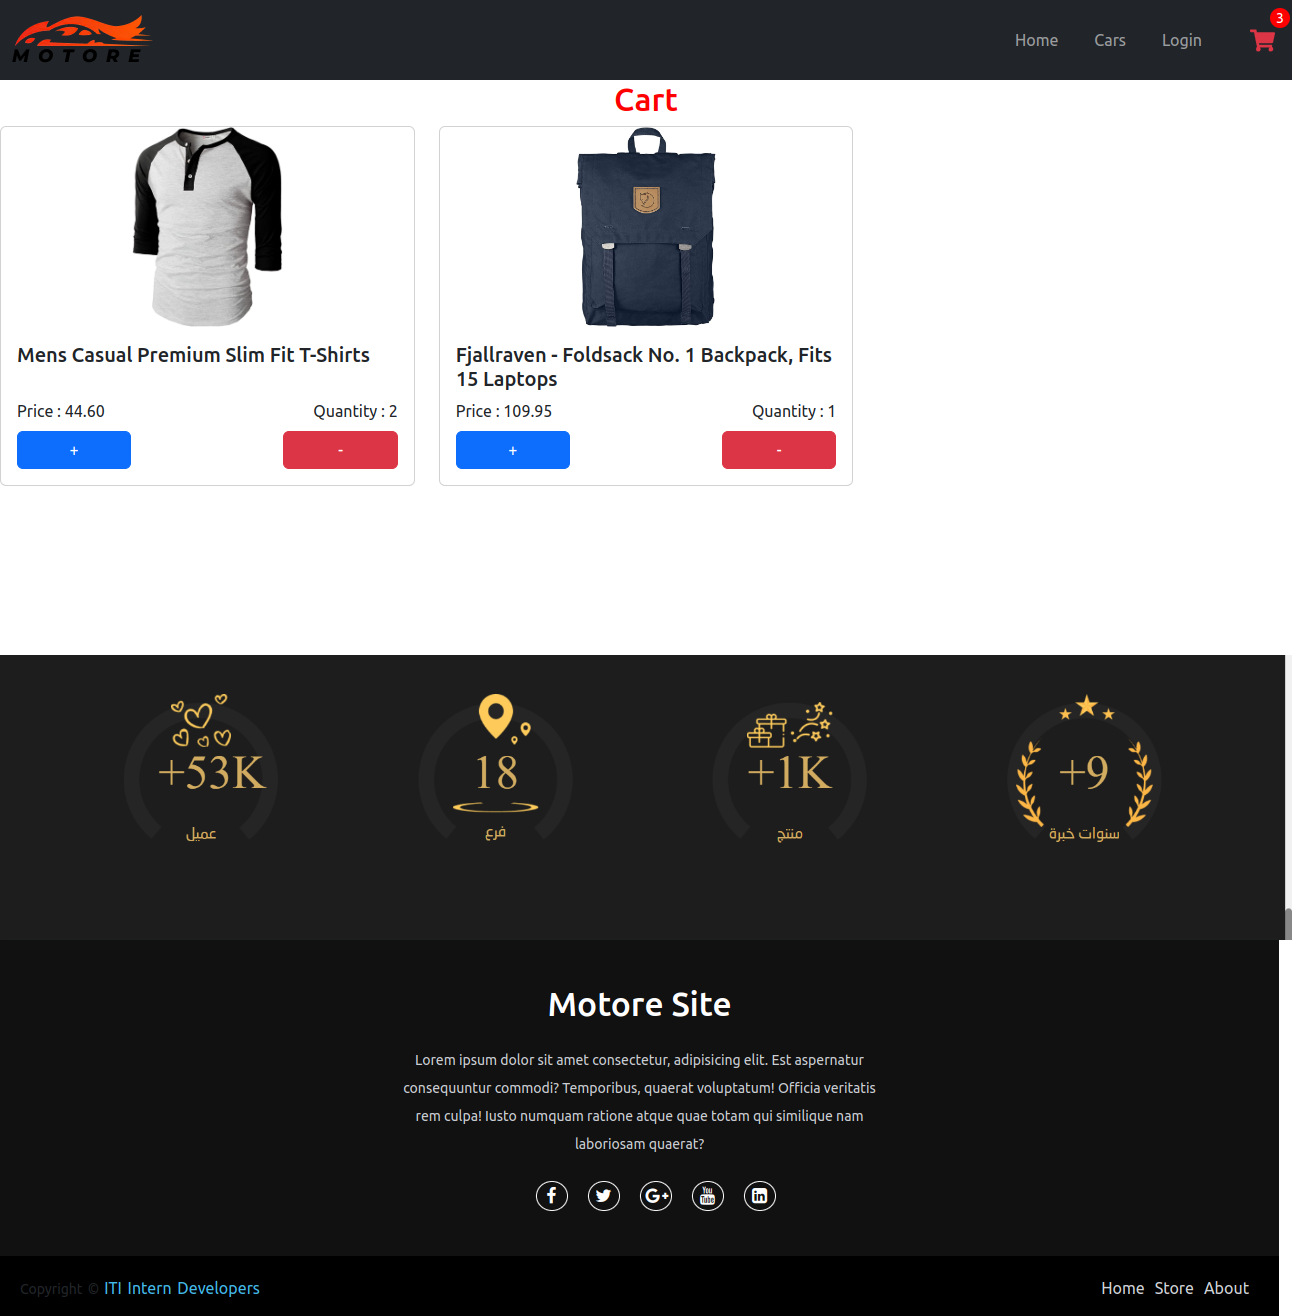 MOTORE
Home Cars Login 3
Cart
Mens Casual Premium Slim Fit T-Shirts
Price : 44.60 Quantity : 2
+ -
Fjallraven - Foldsack No. 1 Backpack, Fits
15 Laptops
Price : 109.95 Quantity : 1
+ -
+53K
عميل
18
فرع
+1K
منتج
+9
سنوات خبرة
Motore Site
Lorem ipsum dolor sit amet consectetur, adipisicing elit. Est aspernatur
consequuntur commodi? Temporibus, quaerat voluptatum! Officia veritatis
rem culpa! Iusto numquam ratione atque quae totam qui similique nam
laboriosam quaerat?
You
Tube
Copyright © ITI Intern Developers
Home Store About